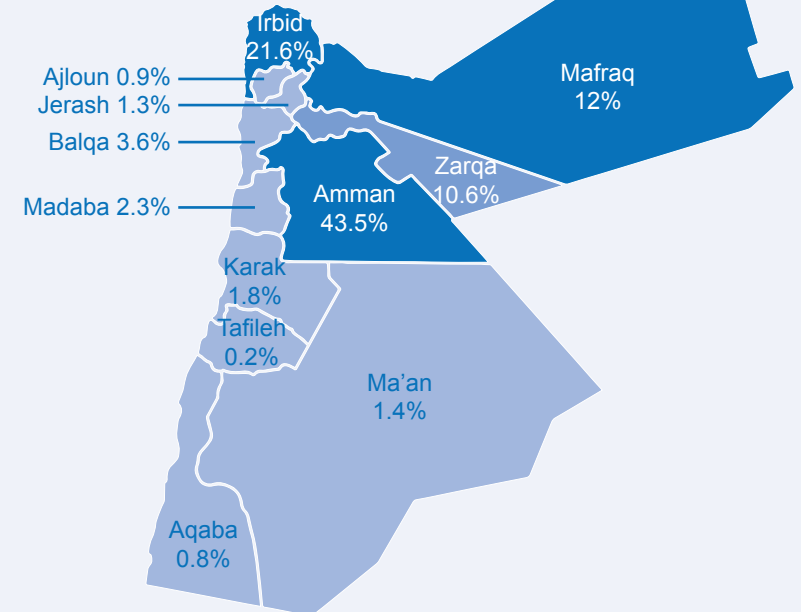 Irbid
21.6%
Ajloun 0.9%
Jerash 1.3%
Balqa 3.6%
Madaba 2.3%
Mafraq
12%
Zarqa
10.6%
Amman
43.5%
Karak
1.8%
Tafileh
0.2%
Ma’an
1.4%
Aqaba
0.8%